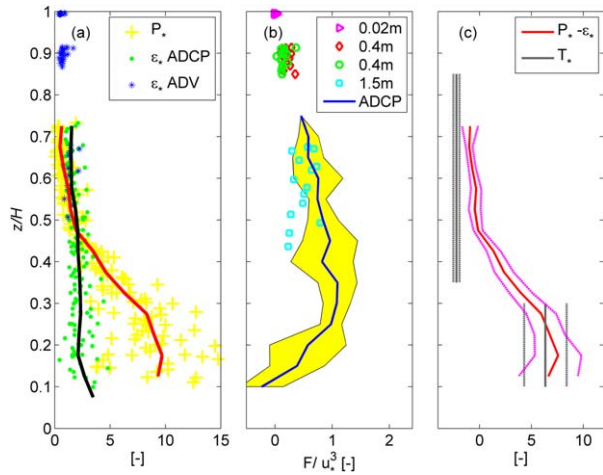 (a)
P* 
ε* ADCP
ε* ADV
(b)
0.02m
0.4m
0.4m
1.5m
ADCP
(c)
P* -ε*
T*
z/H
1
0.9
0.8
0.7
0.6
0.5
0.4
0.3
0.2
0.1
0
0 5 10 15
[-]
0 1 2
F/ u*³ [-]
0 5 10
[-]